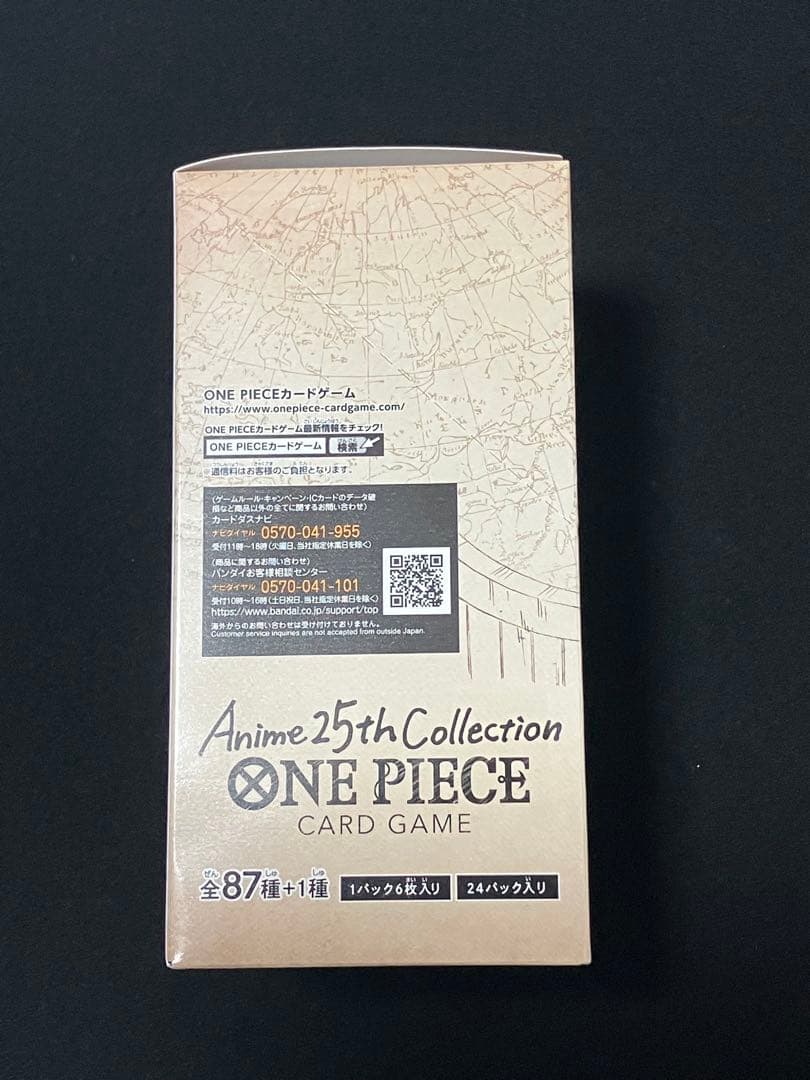 ONE PIECEカードゲーム
https://www.onepiece-cardgame.com/
ONE PIECEカードゲーム最新情報をチェック!
ONE PIECEカードゲーム 検索
※通信料はお客様のご負担となります。
(ゲームルール・キャンペーン・ICカードのデータ破
損など商品以外の全てに関するお問い合わせ)
カードダスナビ
ナビダイヤル 0570-041-955
受付11時~18時(火曜日、当社指定休業日を除く)
(商品に関するお問い合わせ)
バンダイお客様相談センター
ナビダイヤル 0570-041-101
受付10時~16時(土日祝日、当社指定休業日を除く)
https://www.bandai.co.jp/support/top
海外からのお問い合わせは受け付けておりません。
Customer service inquiries are not accepted from outside Japan.
Anime 25th Collection
ONE PIECE
CARD GAME
全87種+1種 1パック6枚入り 24パック入り